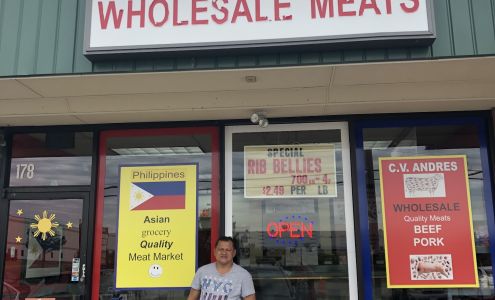 WHOLESALE MEATS
178
Philippines
Asian
grocery
Quality
Meat Market
SPECIAL
RIB BELLIES
$2.49 PER LB
OPEN
C.V. ANDRES
WHOLESALE
Quality Meats
BEEF
PORK
NYC